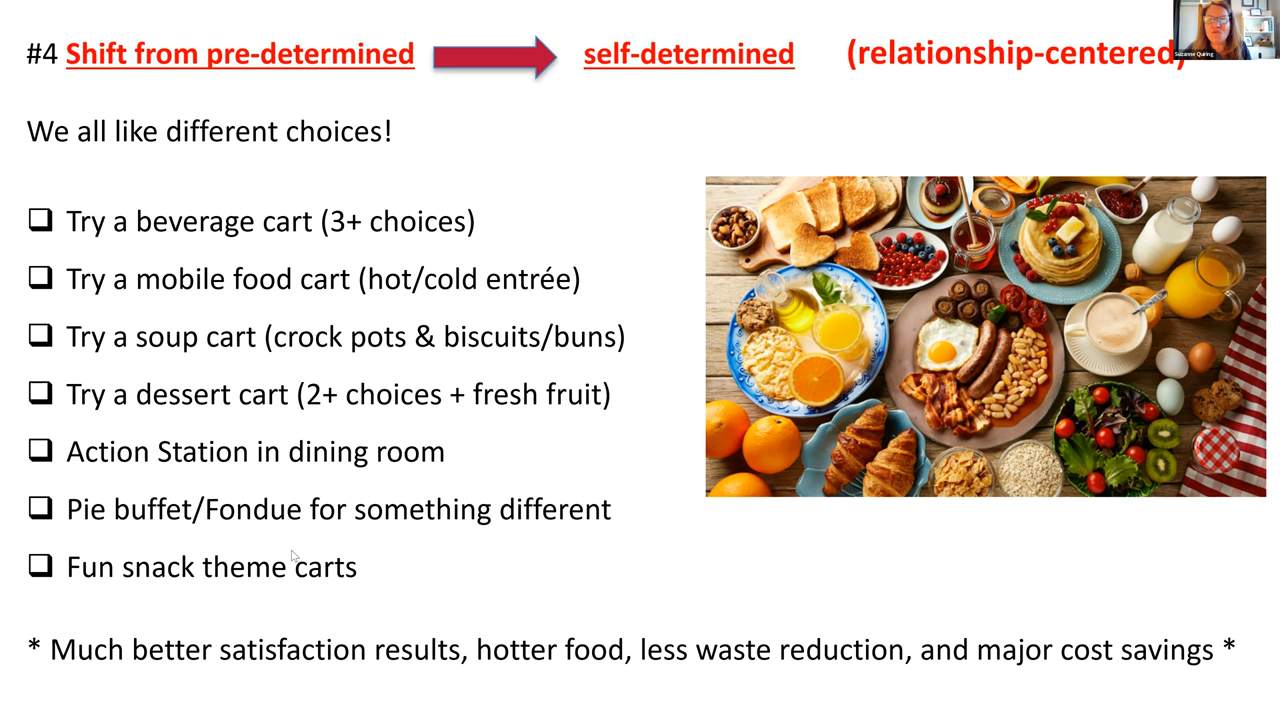 #4 Shift from pre-determined self-determined (relationship-centered)
We all like different choices!
❑ Try a beverage cart (3+ choices)
❑ Try a mobile food cart (hot/cold entrée)
❑ Try a soup cart (crock pots & biscuits/buns)
❑ Try a dessert cart (2+ choices + fresh fruit)
❑ Action Station in dining room
❑ Pie buffet/Fondue for something different
❑ Fun snack theme carts
* Much better satisfaction results, hotter food, less waste reduction, and major cost savings *
Suzanne Quiring